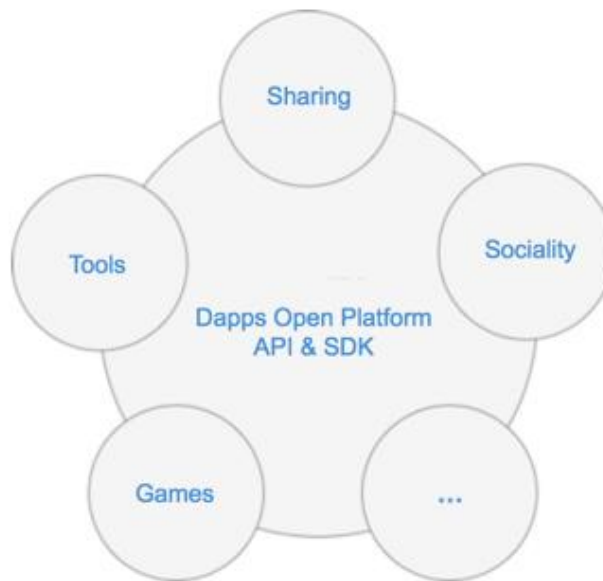 Sharing
Tools
Sociality
Dapps Open Platform
API & SDK
Games
...